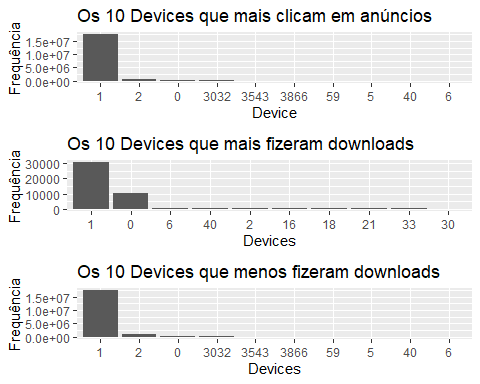 Os 10 Devices que mais clicam em anúncios
Frequência
1.5e+07
1.0e+07
5.0e+06
0.0e+00
1 2 0 3032 3543 3866 59 5 40 6
Device
Os 10 Devices que mais fizeram downloads
Frequência
30000
20000
10000
0
1 0 6 40 2 16 18 21 33 30
Devices
Os 10 Devices que menos fizeram downloads
Frequência
1.5e+07
1.0e+07
5.0e+06
0.0e+00
1 2 0 3032 3543 3866 59 5 40 6
Devices